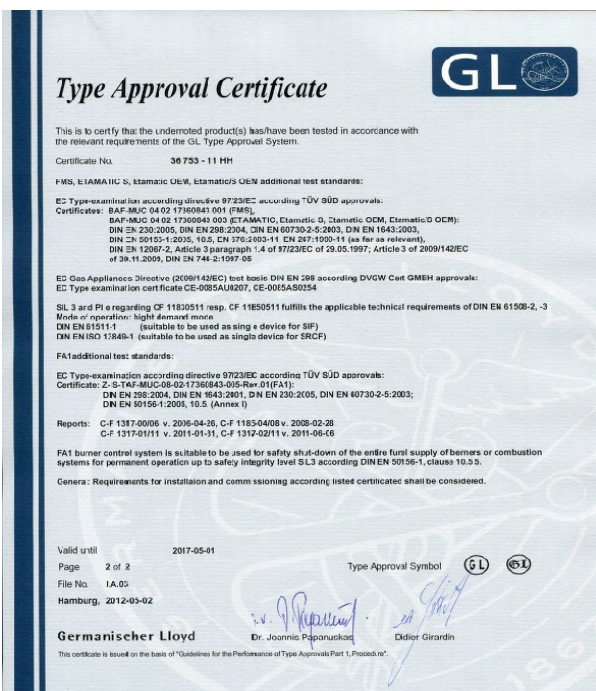 GL
Type Approval Certificate
This is to certify that the undernoted product(s) has/have been tested in accordance with
the relevant requirements of the GL Type Approval System.
Certificate No. 36 753 - 11 HH
FMS, ETAMATIC S, Etamatic OEM, Etamatic/S OEM additional test standards:
EC Type-examination according directive 97/23/EC according TÜV SÜD approvals:
Certificates: BAF-MUC 04 02 17360843 001 (FMS),
BAF-MUC 04 02 17360843 003 (ETAMATIC, Etamatic S, Etamatic OEM, Etamatic/S OEM):
DIN EN 230:2005, DIN EN 298:2004, DIN EN 60730-2-5:2003, DIN EN 1643:2003,
DIN EN 50156-1:2005, 10.5, EN 676:2003-11 EN 267:1999-11 (as far as relevant),
DIN EN 12067-2, Article 3 paragraph 1.4 of 97/23/EC of 29.05.1997; Article 3 of 2009/142/EC
of 30.11.2009, DIN EN 746-2:1997-05
EC Gas Appliances Directive (2009/142/EC) test basis DIN EN 298 according DVGW Cert GMBH approvals:
EC Type examination certificate CE-0085AU0207, CE-0085AS0254
SIL 3 and Pl e regarding CF 11830511 resp. CF 11850511 fulfills the applicable technical requirements of DIN EN 61508-2, -3
Mode of operation: hight demand mode
DIN EN 61511-1 (suitable to be used as single device for SIF)
DIN EN ISO 13849-1 (suitable to be used as single device for SRCF)
FA1additional test standards:
EC Type-examination according directive 97/23/EC according TÜV SÜD approvals:
Certificate: Z-IS-TAF-MUC-08-02-17360843-005-Rev.01(FA1):
DIN EN 298:2004, DIN EN 1643:2001, DIN EN 230:2005, DIN EN 60730-2-5:2003;
DIN EN 50156-1:2005, 10.5. (Annex I)
Reports: C-F 1317-00/06 v. 2006-04-26, C-F 1185-04/08 v. 2008-02-28
C-F 1317-01/11 v. 2011-01-31, C-F 1317-02/11 v. 2011-06-06
FA1 burner control system is suitable to be used for safety shut-down of the entire fuel supply of berners or combustion
systems for permanent operation up to safety integrity level SIL3 according DIN EN 50156-1, clause 10.5 5.
General: Requirements for installaion and commissioning according listed certificated shall be considered.
Valid until 2017-05-01
Page 2 of 2
Type Approval Symbol GL GL
File No. I.A.03
Hamburg, 2012-05-02
i.v.
Germanischer Lloyd
Dr. Joannis Papanuskas Didier Girardin
This certificate is issued on the basis of "Guidelines for the Performance of Type Approvals Part 1, Procedure".
186